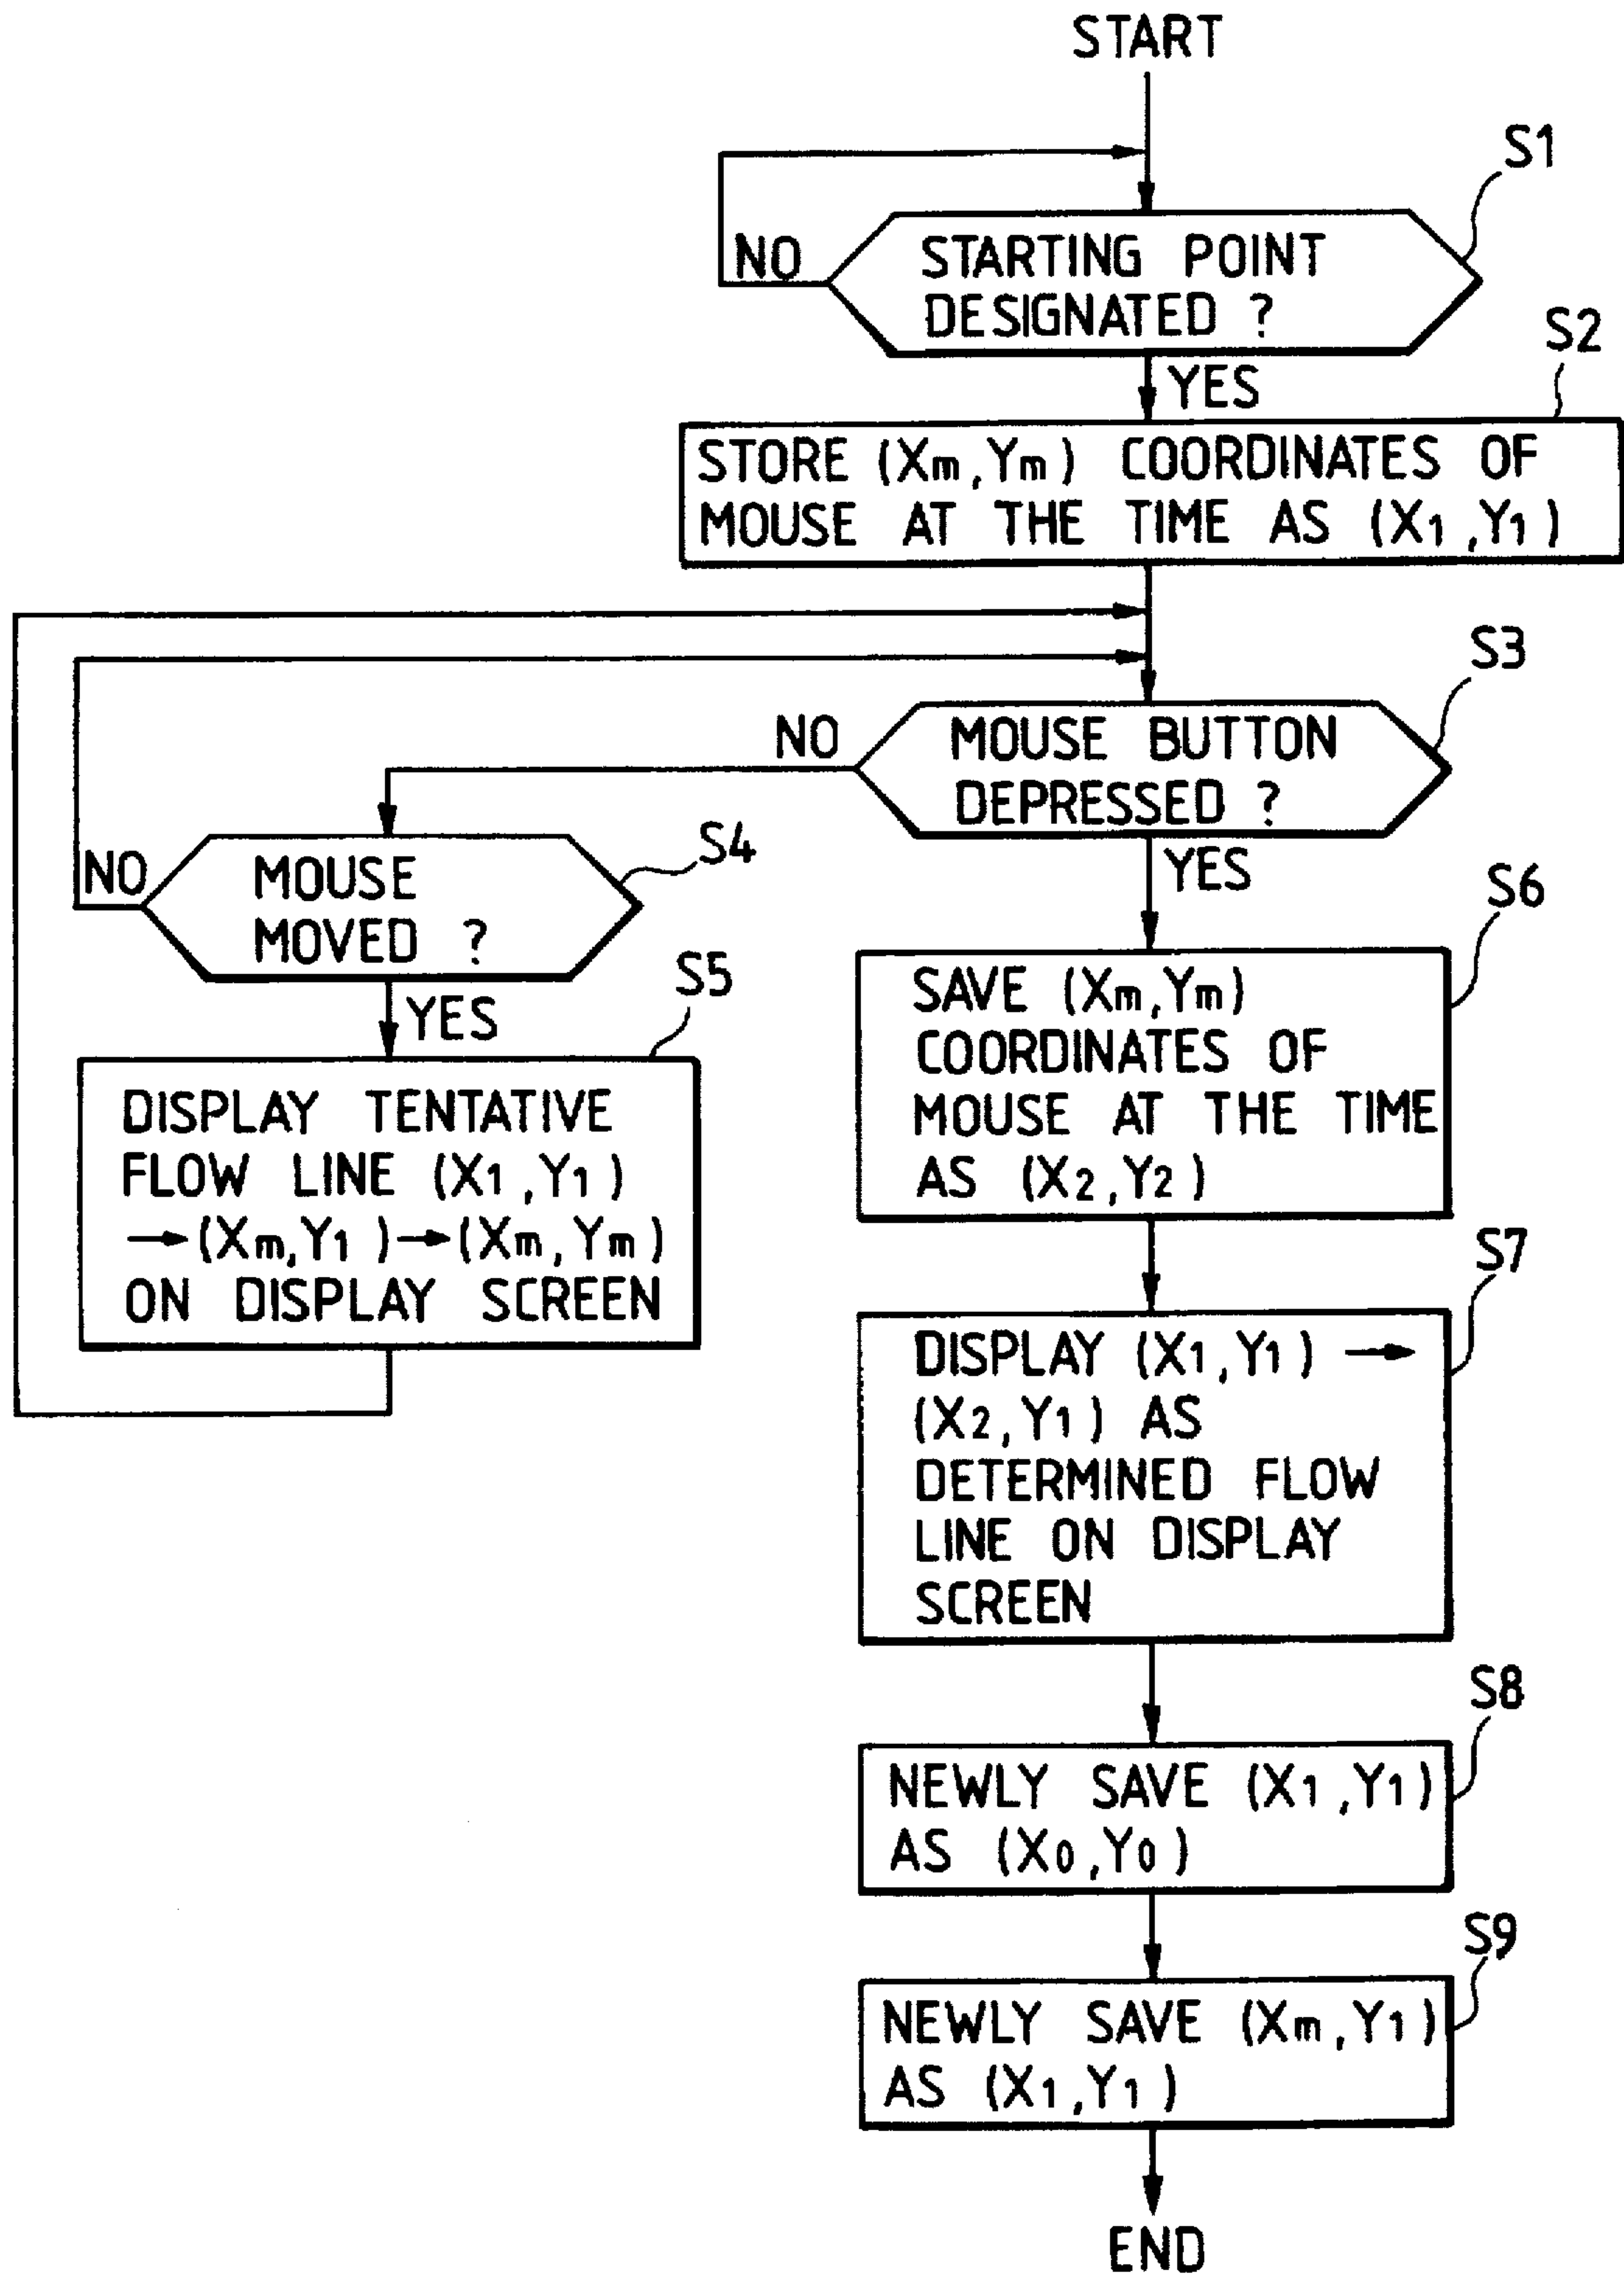 START
S1
NO
STARTING POINT
DESIGNATED ?
YES
S2
STORE (Xm,Ym) COORDINATES OF
MOUSE AT THE TIME AS (X1,Y1)
S3
NO
MOUSE BUTTON
DEPRESSED ?
YES
S4
NO
MOUSE
MOVED ?
YES
S5
DISPLAY TENTATIVE
FLOW LINE (X1,Y1)
→(Xm,Y1)→(Xm,Ym)
ON DISPLAY SCREEN
S6
SAVE (Xm,Ym)
COORDINATES OF
MOUSE AT THE TIME
AS (X2,Y2)
S7
DISPLAY (X1,Y1) →
(X2,Y1) AS
DETERMINED FLOW
LINE ON DISPLAY
SCREEN
S8
NEWLY SAVE (X1,Y1)
AS (X0,Y0)
S9
NEWLY SAVE (Xm,Y1)
AS (X1,Y1)
END